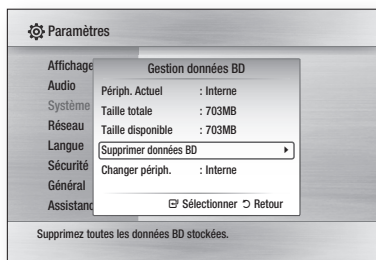 Paramètres
Affichage
Audio
Système
Réseau
Langue
Sécurité
Général
Assistanc
Gestion données BD
Périph. Actuel : Interne
Taille totale : 703MB
Taille disponible : 703MB
Supprimer données BD
Changer périph. : Interne
Sélectionner Retour
Supprimez toutes les données BD stockées.